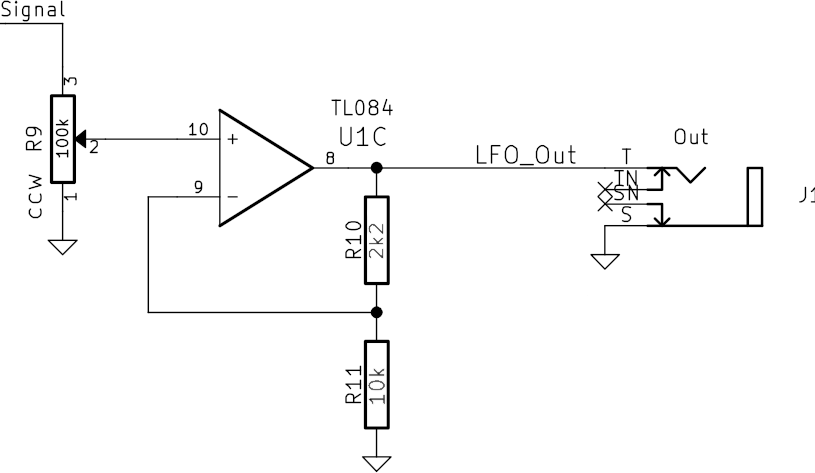 Signal
3
R9
100k
2
CCW
1
10
+
9
−
TL084
U1C
8
R10
2k2
R11
10k
LFO_Out
Out
T
IN
SN
S
J1